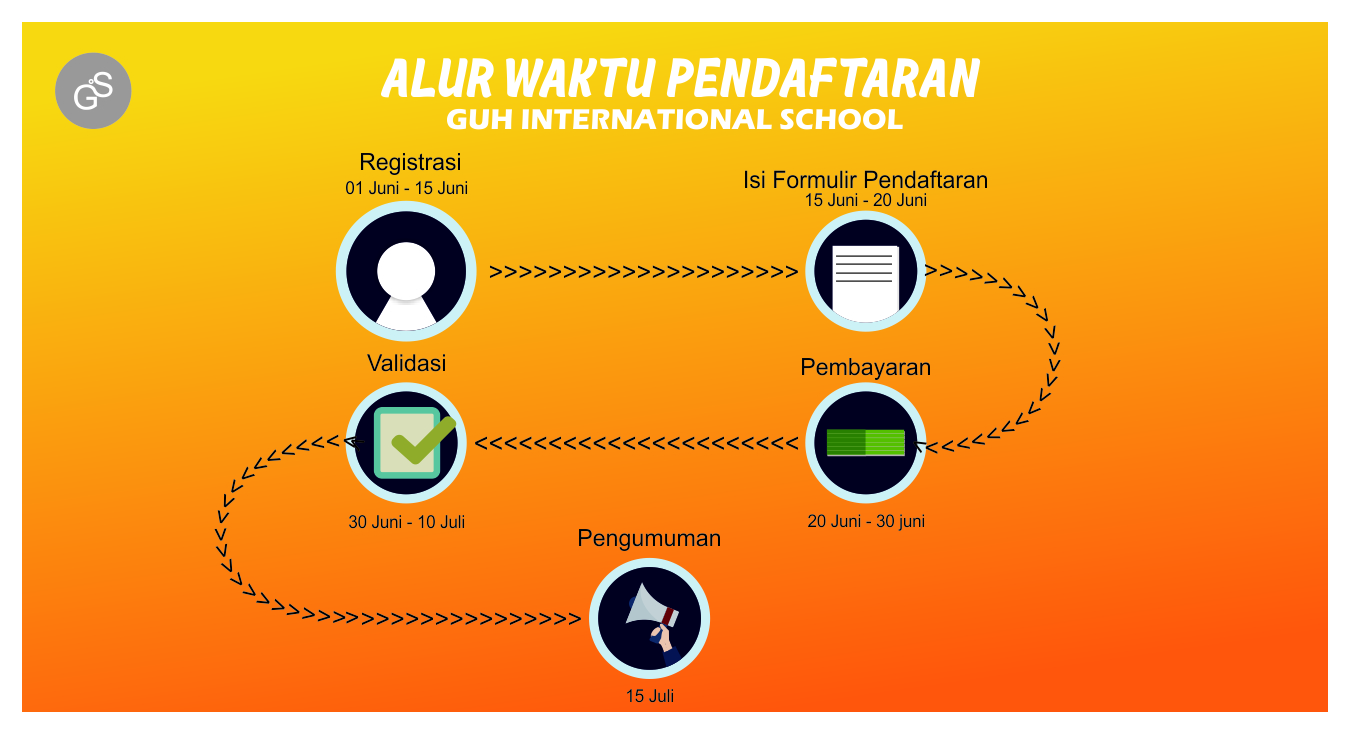 GiS
ALUR WAKTU PENDAFTARAN
GUH INTERNATIONAL SCHOOL
Registrasi
01 Juni - 15 Juni
Isi Formulir Pendaftaran
15 Juni - 20 Juni
Pembayaran
20 Juni - 30 juni
Validasi
30 Juni - 10 Juli
Pengumuman
15 Juli